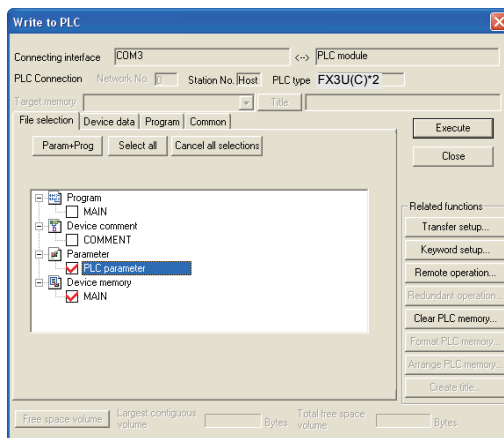 Write to PLC
Connecting interface COM3 <--> PLC module
PLC Connection Network No. 0 Station No. Host PLC type FX3U(C)*2
Target memory Title
File selection Device data Program Common
Execute
Param+Prog Select all Cancel all selections
Close
Program
MAIN
Device comment
COMMENT
Parameter
PLC parameter
Device memory
MAIN
Related functions
Transfer setup...
Keyword setup...
Remote operation...
Redundant operation...
Clear PLC memory...
Format PLC memory...
Arrange PLC memory...
Create title...
Free space volume Largest contiguous volume Bytes Total free space volume Bytes